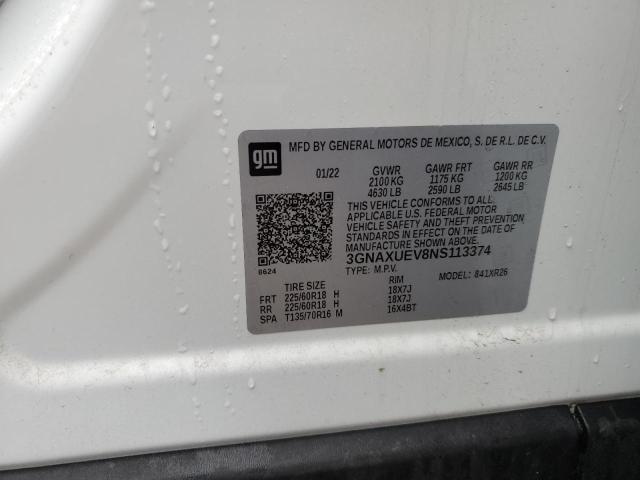 gm
MFD BY GENERAL MOTORS DE MEXICO, S. DE R.L. DE C.V.
01/22 GVWR GAWR FRT GAWR RR
2100 KG 1175 KG 1200 KG
4630 LB 2590 LB 2645 LB
THIS VEHICLE CONFORMS TO ALL
APPLICABLE U.S. FEDERAL MOTOR
VEHICLE SAFETY AND THEFT PREVENTION
STANDARDS IN EFFECT ON THE DATE OF
MANUFACTURE SHOWN ABOVE.
3GNAXUEV8NS113374
8624
TYPE: M.P.V. MODEL: 841XR26
TIRE SIZE RIM
FRT 225/60R18 H 18X7J
RR 225/60R18 H 18X7J
SPA T135/70R16 M 16X4BT